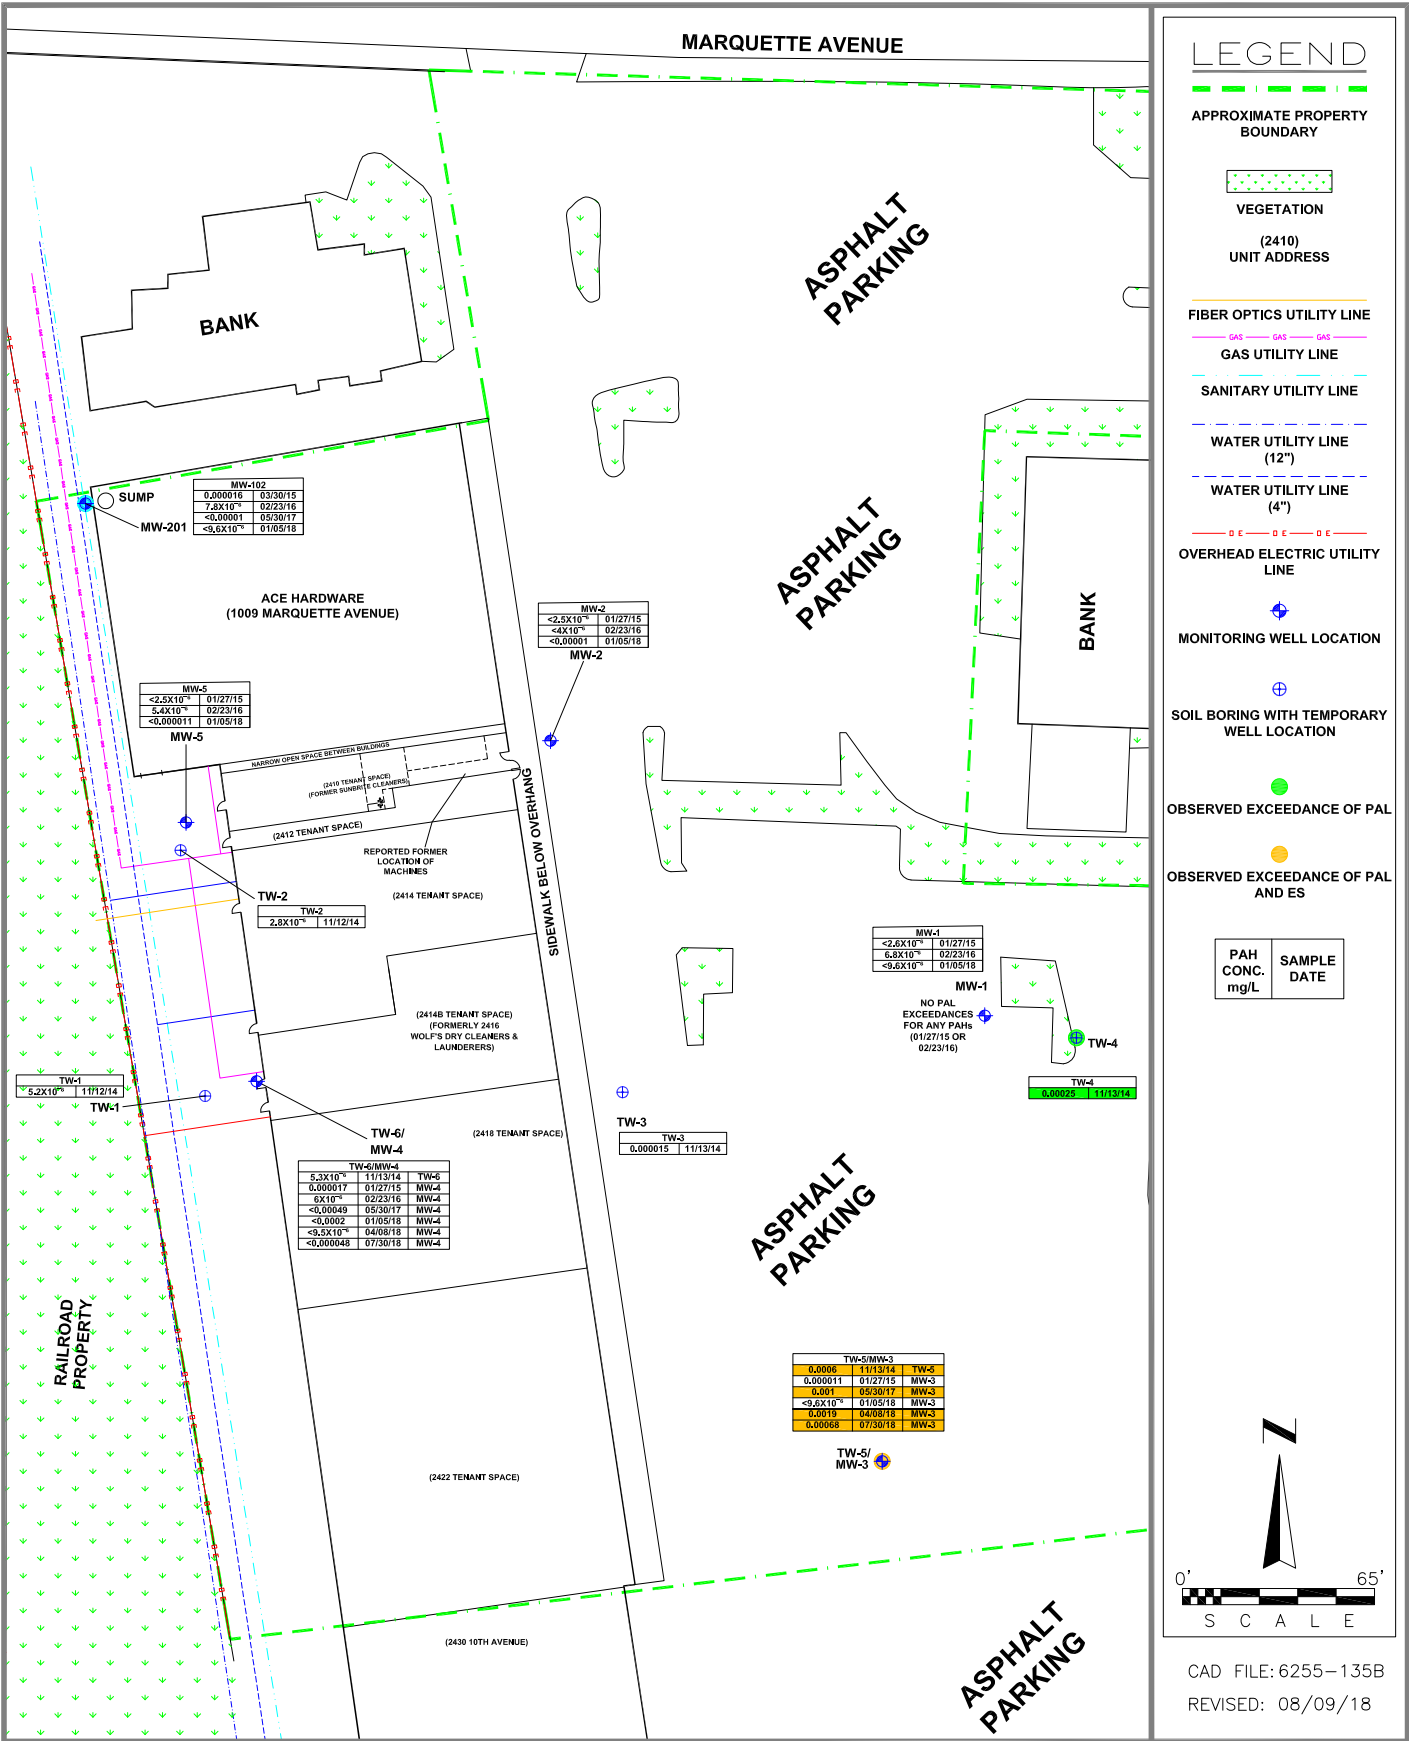 MARQUETTE AVENUE
ASPHALT
PARKING
BANK
SUMP
MW-201
MW-102
0.000016 03/30/15
7.8X10⁻⁶ 02/23/16
<0.00001 05/30/17
<9.6X10⁻⁶ 01/05/18
ACE HARDWARE
(1009 MARQUETTE AVENUE)
ASPHALT
PARKING
BANK
MW-2
<2.5X10⁻⁶ 01/27/15
<4X10⁻⁶ 02/23/16
<0.00001 01/05/18
MW-2
MW-5
<2.5X10⁻⁶ 01/27/15
5.4X10⁻⁶ 02/23/16
<0.000011 01/05/18
MW-5
NARROW OPEN SPACE BETWEEN BUILDINGS
(2410 TENANT SPACE)
(FORMER SUNBRITE CLEANERS)
(2412 TENANT SPACE)
REPORTED FORMER
LOCATION OF
MACHINES
SIDEWALK BELOW OVERHANG
(2414 TENANT SPACE)
TW-2
TW-2
2.8X10⁻⁶ 11/12/14
(2414B TENANT SPACE)
(FORMERLY 2416
WOLF'S DRY CLEANERS &
LAUNDERERS)
MW-1
<2.6X10⁻⁶ 01/27/15
6.8X10⁻⁶ 02/23/16
<9.6X10⁻⁶ 01/05/18
MW-1
NO PAL
EXCEEDANCES
FOR ANY PAHs
(01/27/15 OR
02/23/16)
TW-4
TW-4
0.00025 11/13/14
TW-1
5.2X10⁻⁶ 11/12/14
TW-1
TW-3
TW-3
0.000015 11/13/14
TW-6/
MW-4
(2418 TENANT SPACE)
TW-6/MW-4
5.3X10⁻⁶ 11/13/14 TW-6
0.000017 01/27/15 MW-4
6X10⁻⁶ 02/23/16 MW-4
<0.00049 05/30/17 MW-4
<0.0002 01/05/18 MW-4
<9.5X10⁻⁶ 04/08/18 MW-4
<0.000048 07/30/18 MW-4
ASPHALT
PARKING
RAILROAD
PROPERTY
TW-5/MW-3
0.0006 11/13/14 TW-5
0.000011 01/27/15 MW-3
0.001 05/30/17 MW-3
<9.6X10⁻⁶ 01/05/18 MW-3
0.0019 04/08/18 MW-3
0.00068 07/30/18 MW-3
TW-5/
MW-3
(2422 TENANT SPACE)
(2430 10TH AVENUE)
ASPHALT
PARKING
LEGEND
APPROXIMATE PROPERTY
BOUNDARY
VEGETATION
(2410)
UNIT ADDRESS
FIBER OPTICS UTILITY LINE
GAS GAS GAS
GAS UTILITY LINE
SANITARY UTILITY LINE
WATER UTILITY LINE
(12")
WATER UTILITY LINE
(4")
OE OE OE
OVERHEAD ELECTRIC UTILITY
LINE
MONITORING WELL LOCATION
SOIL BORING WITH TEMPORARY
WELL LOCATION
OBSERVED EXCEEDANCE OF PAL
OBSERVED EXCEEDANCE OF PAL
AND ES
PAH
CONC.
mg/L
SAMPLE
DATE
N
0' 65'
SCALE
CAD FILE: 6255-135B
REVISED: 08/09/18